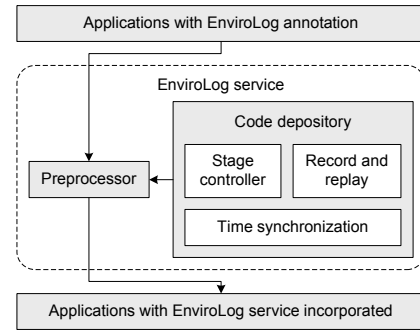 Applications with EnviroLog annotation
EnviroLog service
Code depository
Preprocessor
Stage
controller
Record and
replay
Time synchronization
Applications with EnviroLog service incorporated